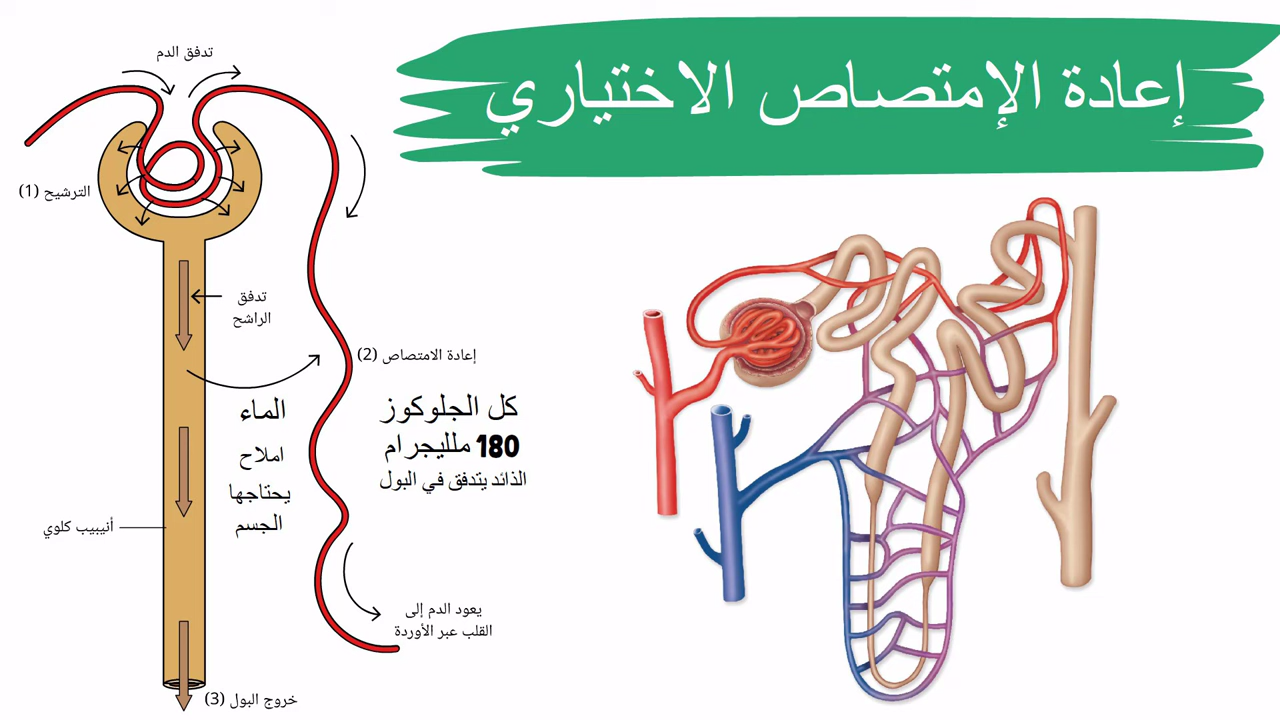 إعادة الإمتصاص الاختياري
تدفق الدم
الترشيح (1)
تدفق
الراشح
إعادة الامتصاص (2)
الماء
املاح
يحتاجها
الجسم
كل الجلوكوز
180 ملليجرام
الذائد يتدفق في البول
أنيبيب كلوي
يعود الدم إلى
القلب عبر الأوردة
خروج البول (3)